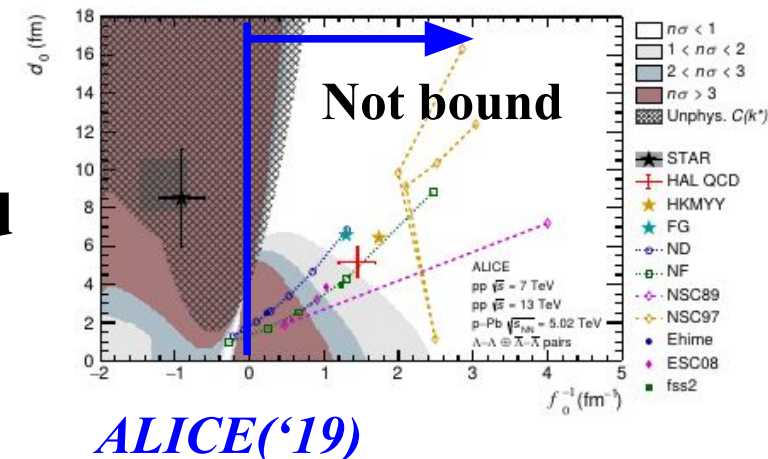 18
16
14
12
10
8
6
4
2
0
d₀ (fm)
Not bound
d
ALICE
pp √s = 7 TeV
pp √s = 13 TeV
p–Pb √sNN = 5.02 TeV
Λ–Λ ⊕ Λ̅–Λ̅ pairs
−2 −1 0 1 2 3 4 5
f₀⁻¹ (fm⁻¹)
nσ < 1
1 < nσ < 2
2 < nσ < 3
nσ > 3
Unphys. C(k*)
STAR
HAL QCD
HKMYY
FG
ND
NF
NSC89
NSC97
Ehime
ESC08
fss2
ALICE(‘19)